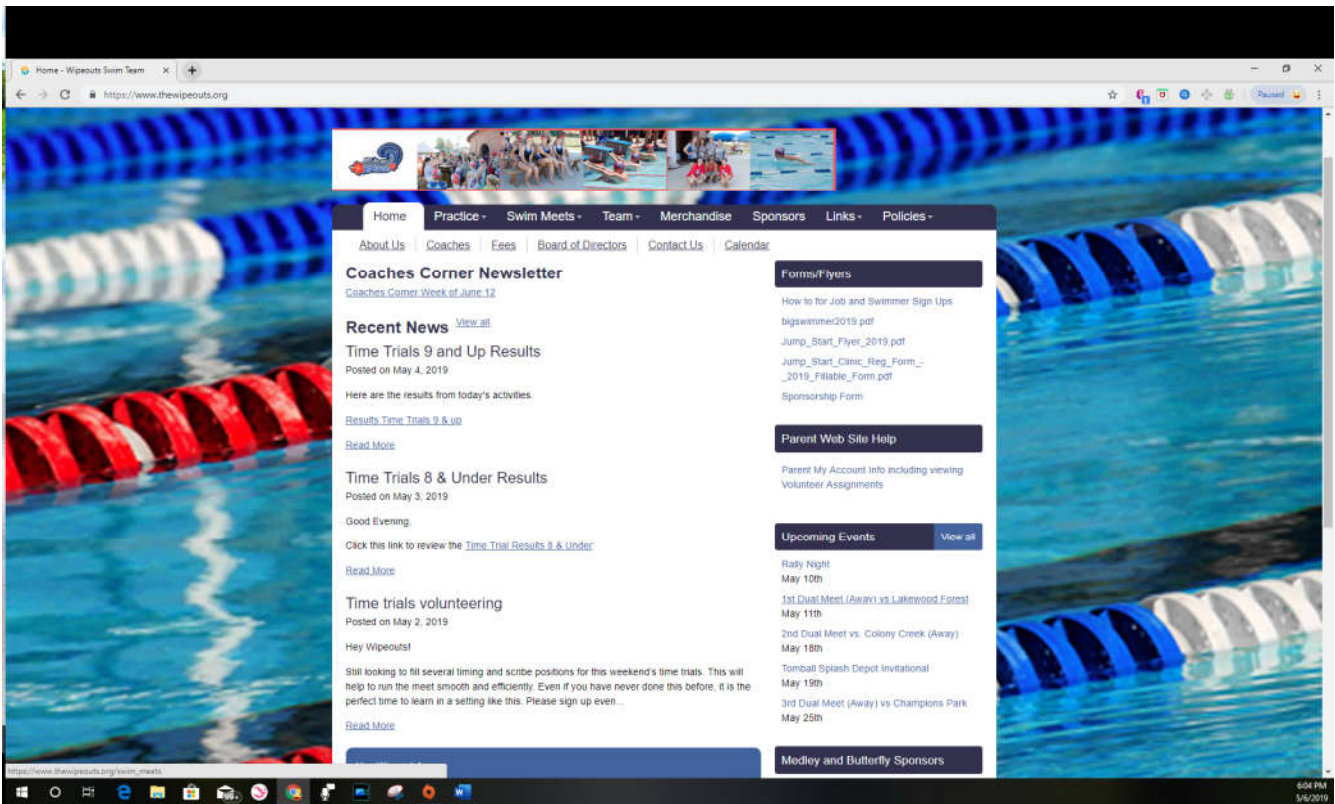 Home - Wipeouts Swim Team
https://www.thewipeouts.org
Paused
Home Practice Swim Meets Team Merchandise Sponsors Links Policies
About Us Coaches Fees Board of Directors Contact Us Calendar
Coaches Corner Newsletter
Coaches Corner Week of June 12
Recent News View all
Time Trials 9 and Up Results
Posted on May 4, 2019
Here are the results from today's activities.
Results Time Trials 9 & up
Read More
Time Trials 8 & Under Results
Posted on May 3, 2019
Good Evening,
Click this link to review the Time Trial Results 8 & Under
Read More
Time trials volunteering
Posted on May 2, 2019
Hey Wipeouts!
Still looking to fill several timing and scribe positions for this weekend's time trials. This will
help to run the meet smooth and efficiently. Even if you have never done this before, it is the
perfect time to learn in a setting like this. Please sign up even...
Read More
Forms/Flyers
How to for Job and Swimmer Sign Ups
bigswimmer2019.pdf
Jump_Start_Flyer_2019.pdf
Jump_Start_Clinic_Reg_Form_-
_2019_Fillable_Form.pdf
Sponsorship Form
Parent Web Site Help
Parent My Account Info including viewing
Volunteer Assignments
Upcoming Events View all
Rally Night
May 10th
1st Dual Meet (Away) vs Lakewood Forest
May 11th
2nd Dual Meet vs. Colony Creek (Away)
May 18th
Tomball Splash Depot Invitational
May 19th
3rd Dual Meet (Away) vs Champions Park
May 25th
Medley and Butterfly Sponsors
https://www.thewipeouts.org/swim_meets
6:04 PM
5/6/2019